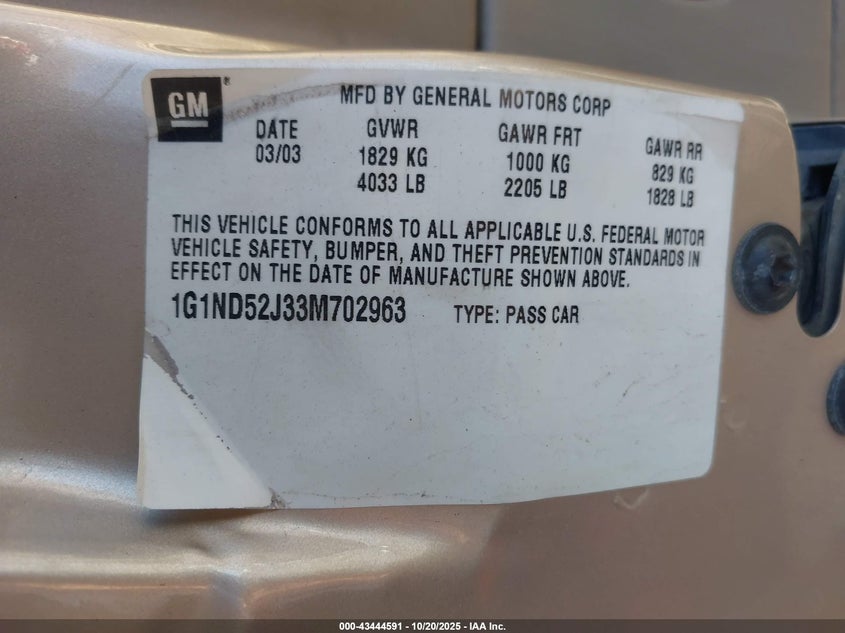 GM®
MFD BY GENERAL MOTORS CORP
DATE GVWR GAWR FRT GAWR RR
03/03 1829 KG 1000 KG 829 KG
4033 LB 2205 LB 1828 LB
THIS VEHICLE CONFORMS TO ALL APPLICABLE U.S. FEDERAL MOTOR
VEHICLE SAFETY, BUMPER, AND THEFT PREVENTION STANDARDS IN
EFFECT ON THE DATE OF MANUFACTURE SHOWN ABOVE.
1G1ND52J33M702963 TYPE: PASS CAR
000-43444591 - 10/20/2025 - IAA Inc.